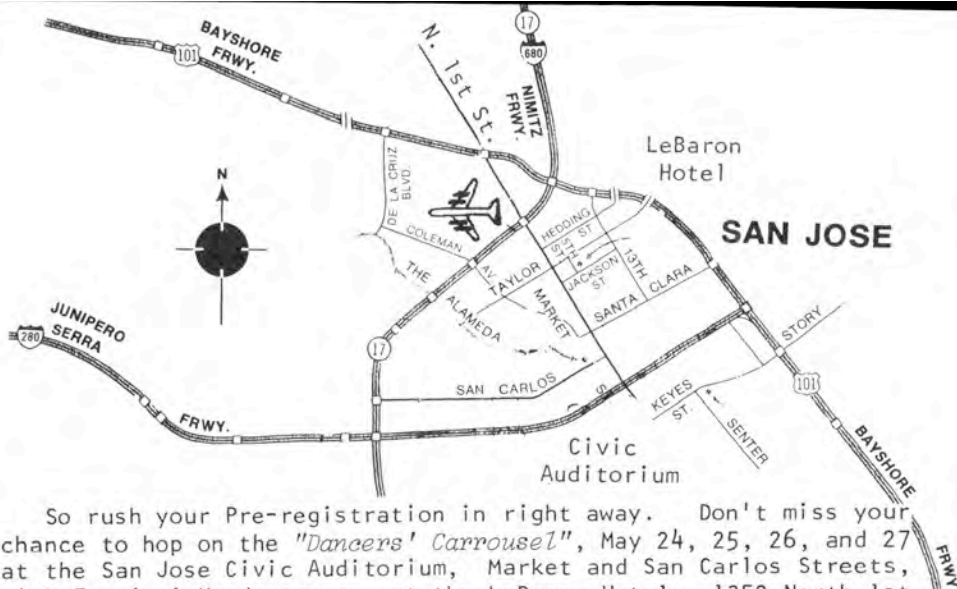 17
BAYSHORE
FRWY.
101
N. 1st St.
680
NIMITZ
FRWY.
LeBaron
Hotel
N
DE LA CRUZ
BLVD.
SAN JOSE
HEDDING
ST.
5TH
ST
COLEMAN
AV.
THE
ALAMEDA
TAYLOR
JACKSON
ST.
13TH
MARKET
SANTA CLARA
JUNIPERO
SERRA
280
17
STORY
SAN CARLOS
101
KEYES
ST.
SENTER
FRWY.
Civic
Auditorium
BAYSHORE
FRWY
So rush your Pre-registration in right away. Don't miss your
chance to hop on the "Dancers' Carrousel", May 24, 25, 26, and 27
at the San Jose Civic Auditorium, Market and San Carlos Streets,